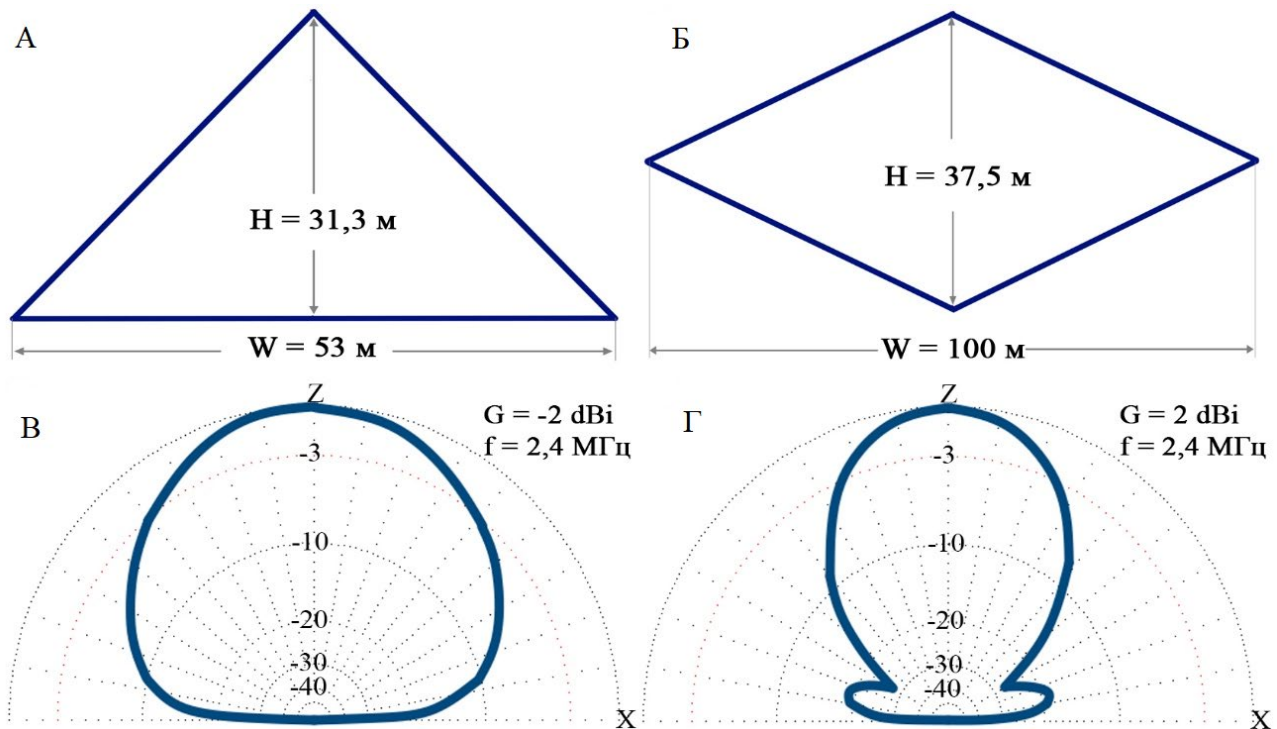 А
H = 31,3 м
W = 53 м
Б
H = 37,5 м
W = 100 м
В
Z
G = -2 dBi
f = 2,4 МГц
-3
-10
-20
-30
-40
X
Г
Z
G = 2 dBi
f = 2,4 МГц
-3
-10
-20
-30
-40
X